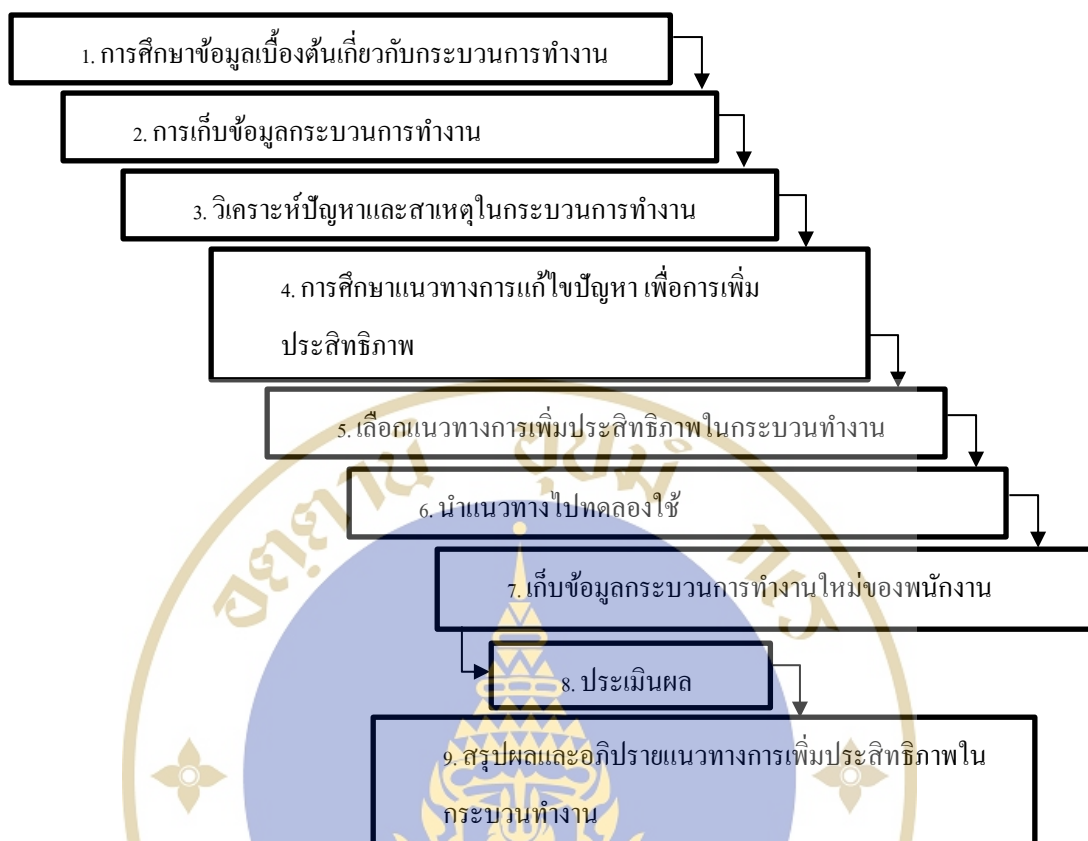 1. การศึกษาข้อมูลเบื้องต้นเกี่ยวกับกระบวนการทำงาน
2. การเก็บข้อมูลกระบวนการทำงาน
3. วิเคราะห์ปัญหาและสาเหตุในกระบวนการทำงาน
4. การศึกษาแนวทางการแก้ไขปัญหา เพื่อการเพิ่ม
ประสิทธิภาพ
5. เลือกแนวทางการเพิ่มประสิทธิภาพในกระบวนทำงาน
6. นำแนวทางไปทดลองใช้
7. เก็บข้อมูลกระบวนการทำงานใหม่ของพนักงาน
8. ประเมินผล
9. สรุปผลและอภิปรายแนวทางการเพิ่มประสิทธิภาพใน
กระบวนทำงาน